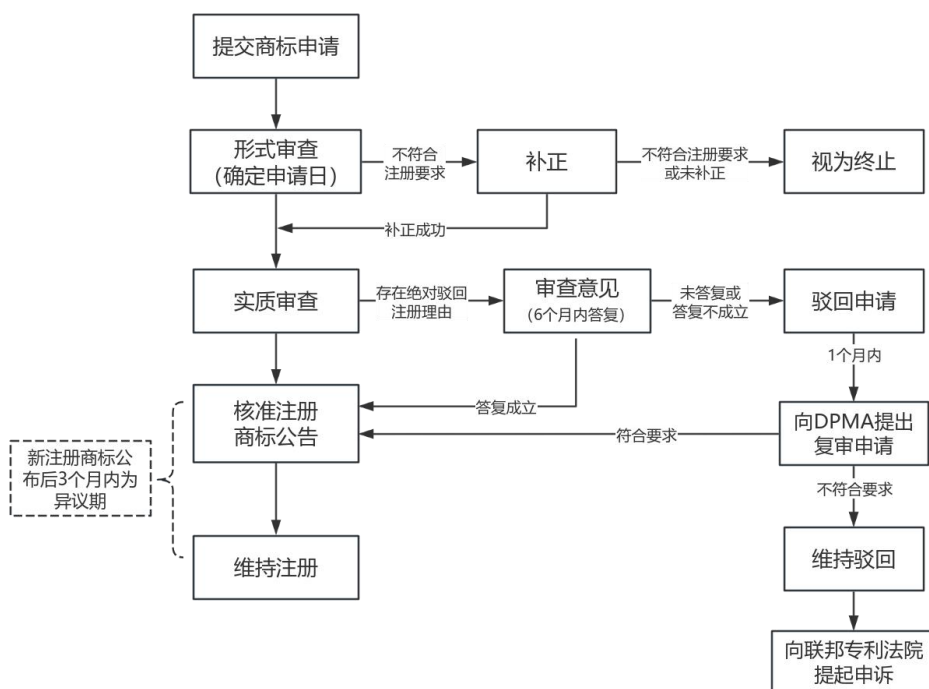 提交商标申请
形式审查
（确定申请日）
不符合
注册要求
补正
不符合注册要求
或未补正
视为终止
补正成功
实质审查
存在绝对驳回
注册理由
审查意见
（6个月内答复）
未答复或
答复不成立
驳回申请
1个月内
核准注册
商标公告
答复成立
符合要求
向DPMA提出
复审申请
新注册商标公
布后3个月内为
异议期
不符合要求
维持注册
维持驳回
向联邦专利法院
提起申诉